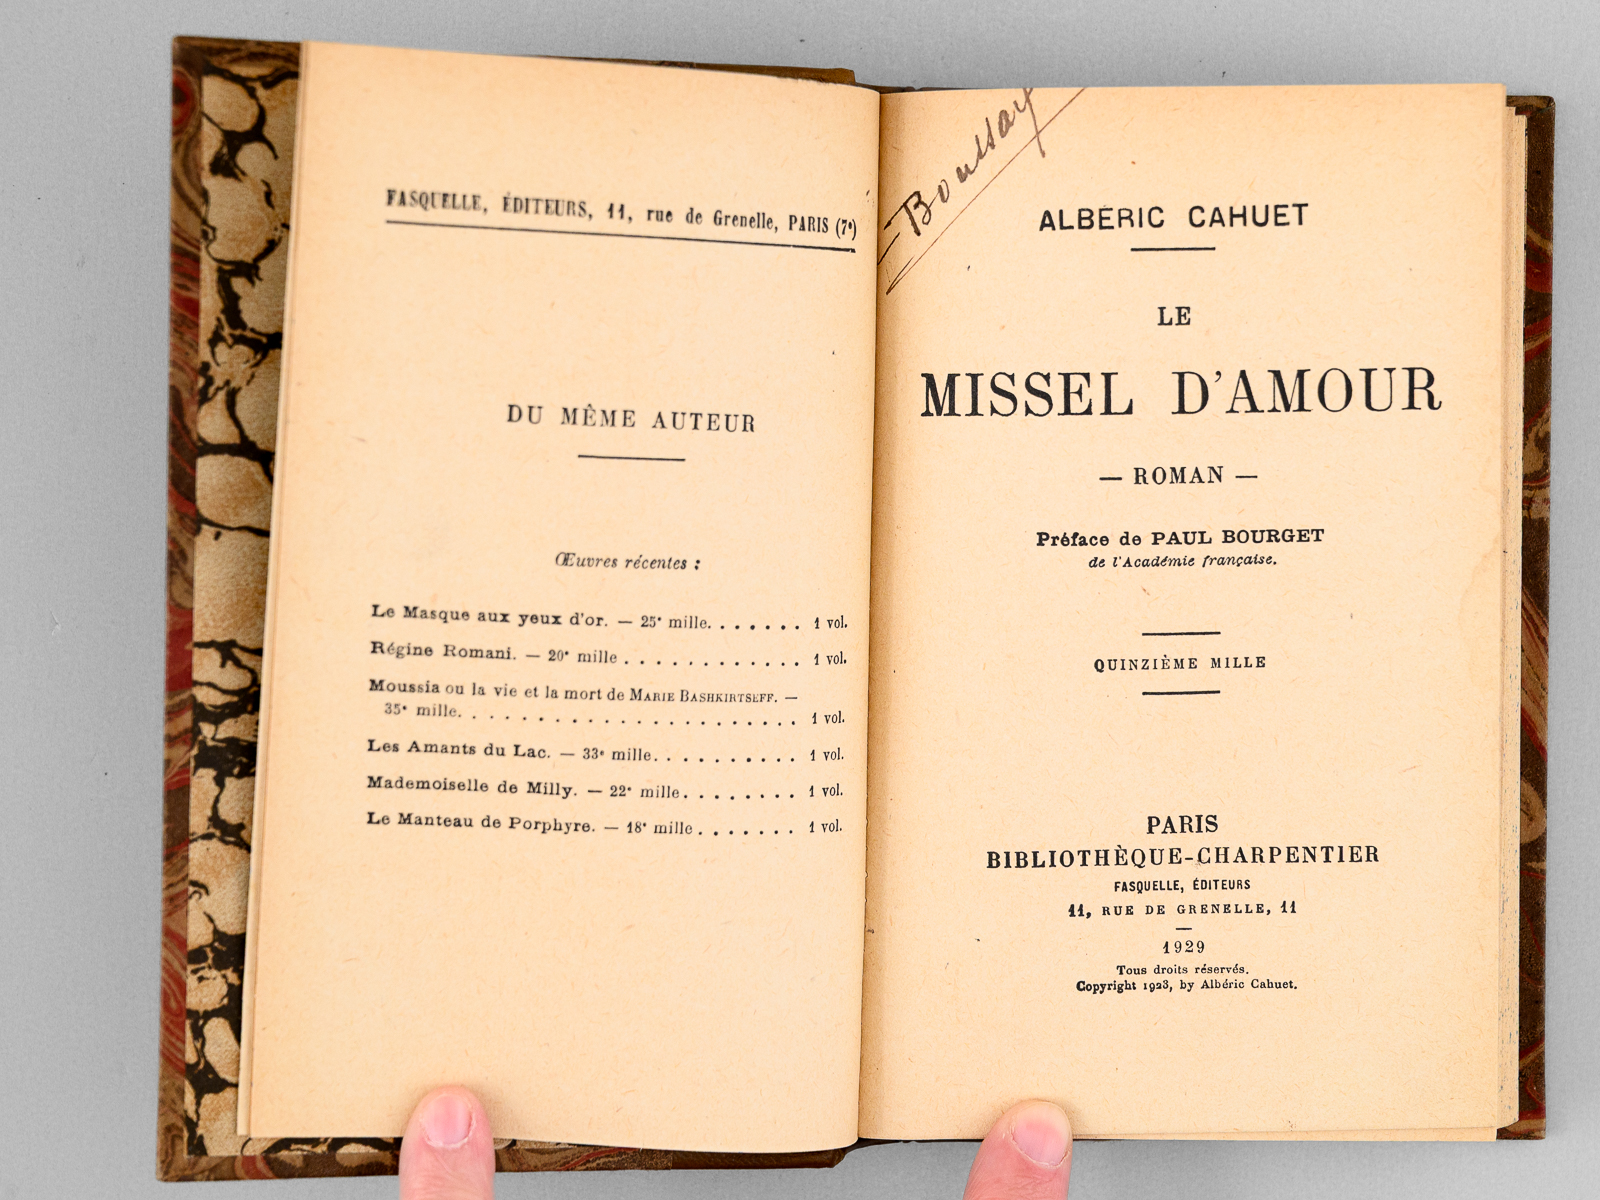 FASQUELLE, ÉDITEURS, 11, rue de Grenelle, PARIS (7e)
DU MÊME AUTEUR
Œuvres récentes :
Le Masque aux yeux d'or. — 25e mille. . . . . . . 1 vol.
Régine Romani. — 20e mille . . . . . . . . . . . . 1 vol.
Moussia ou la vie et la mort de MARIE BASHKIRTSEFF. —
35e mille. . . . . . . . . . . . . . . . . . . . . 1 vol.
Les Amants du Lac. — 33e mille. . . . . . . . . . 1 vol.
Mademoiselle de Milly. — 22e mille. . . . . . . . 1 vol.
Le Manteau de Porphyre. — 18e mille . . . . . . . 1 vol.
Boussay
ALBÉRIC CAHUET
LE
MISSEL D'AMOUR
— ROMAN —
Préface de PAUL BOURGET
de l'Académie française.
QUINZIÈME MILLE
PARIS
BIBLIOTHÈQUE-CHARPENTIER
FASQUELLE, ÉDITEURS
11, RUE DE GRENELLE, 11
1929
Tous droits réservés.
Copyright 1923, by Albéric Cahuet.